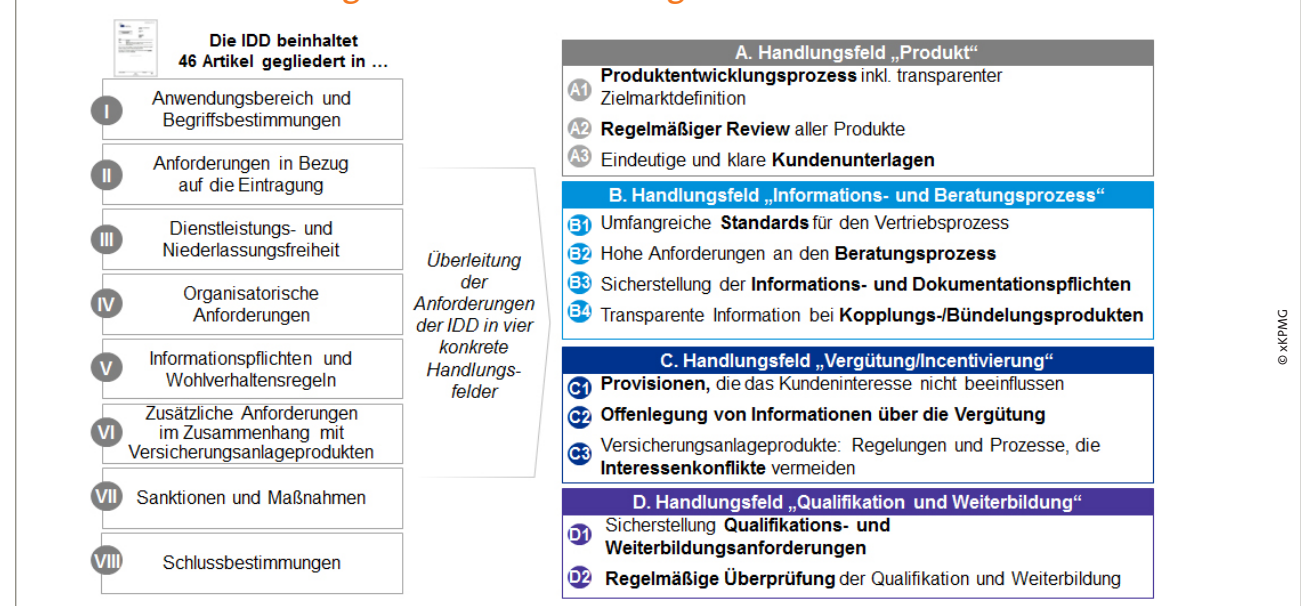 Die IDD beinhaltet
46 Artikel gegliedert in …
I
Anwendungsbereich und
Begriffsbestimmungen
II
Anforderungen in Bezug
auf die Eintragung
III
Dienstleistungs- und
Niederlassungsfreiheit
IV
Organisatorische
Anforderungen
V
Informationspflichten und
Wohlverhaltensregeln
VI
Zusätzliche Anforderungen
im Zusammenhang mit
Versicherungsanlageprodukten
VII
Sanktionen und Maßnahmen
VIII
Schlussbestimmungen
Überleitung
der
Anforderungen
der IDD in vier
konkrete
Handlungs-
felder
A. Handlungsfeld „Produkt“
A1 Produktentwicklungsprozess inkl. transparenter
Zielmarktdefinition
A2 Regelmäßiger Review aller Produkte
A3 Eindeutige und klare Kundenunterlagen
B. Handlungsfeld „Informations- und Beratungsprozess“
B1 Umfangreiche Standards für den Vertriebsprozess
B2 Hohe Anforderungen an den Beratungsprozess
B3 Sicherstellung der Informations- und Dokumentationspflichten
B4 Transparente Information bei Kopplungs-/Bündelungsprodukten
C. Handlungsfeld „Vergütung/Incentivierung“
C1 Provisionen, die das Kundeninteresse nicht beeinflussen
C2 Offenlegung von Informationen über die Vergütung
C3 Versicherungsanlageprodukte: Regelungen und Prozesse, die
Interessenkonflikte vermeiden
D. Handlungsfeld „Qualifikation und Weiterbildung“
D1 Sicherstellung Qualifikations- und
Weiterbildungsanforderungen
D2 Regelmäßige Überprüfung der Qualifikation und Weiterbildung
© xKPMG